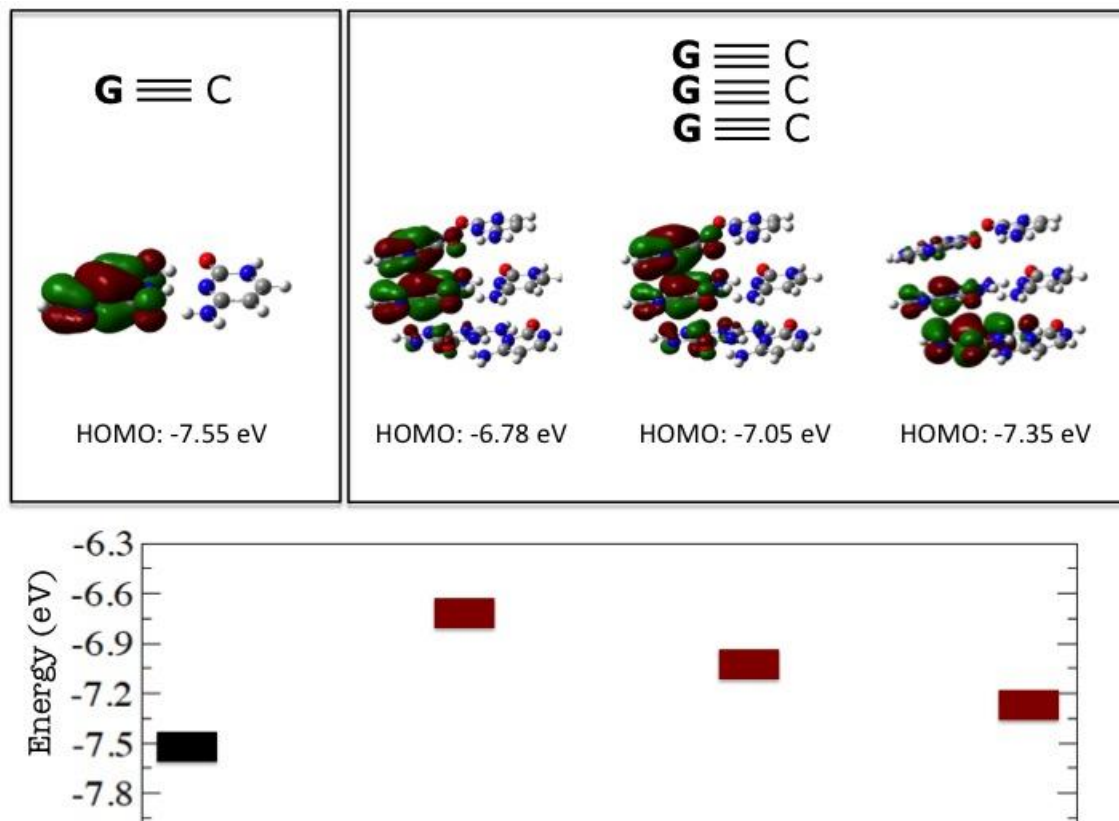 G ≡ C
G ≡ C
G ≡ C
G ≡ C
HOMO: -7.55 eV
HOMO: -6.78 eV
HOMO: -7.05 eV
HOMO: -7.35 eV
Energy (eV)
-6.3
-6.6
-6.9
-7.2
-7.5
-7.8